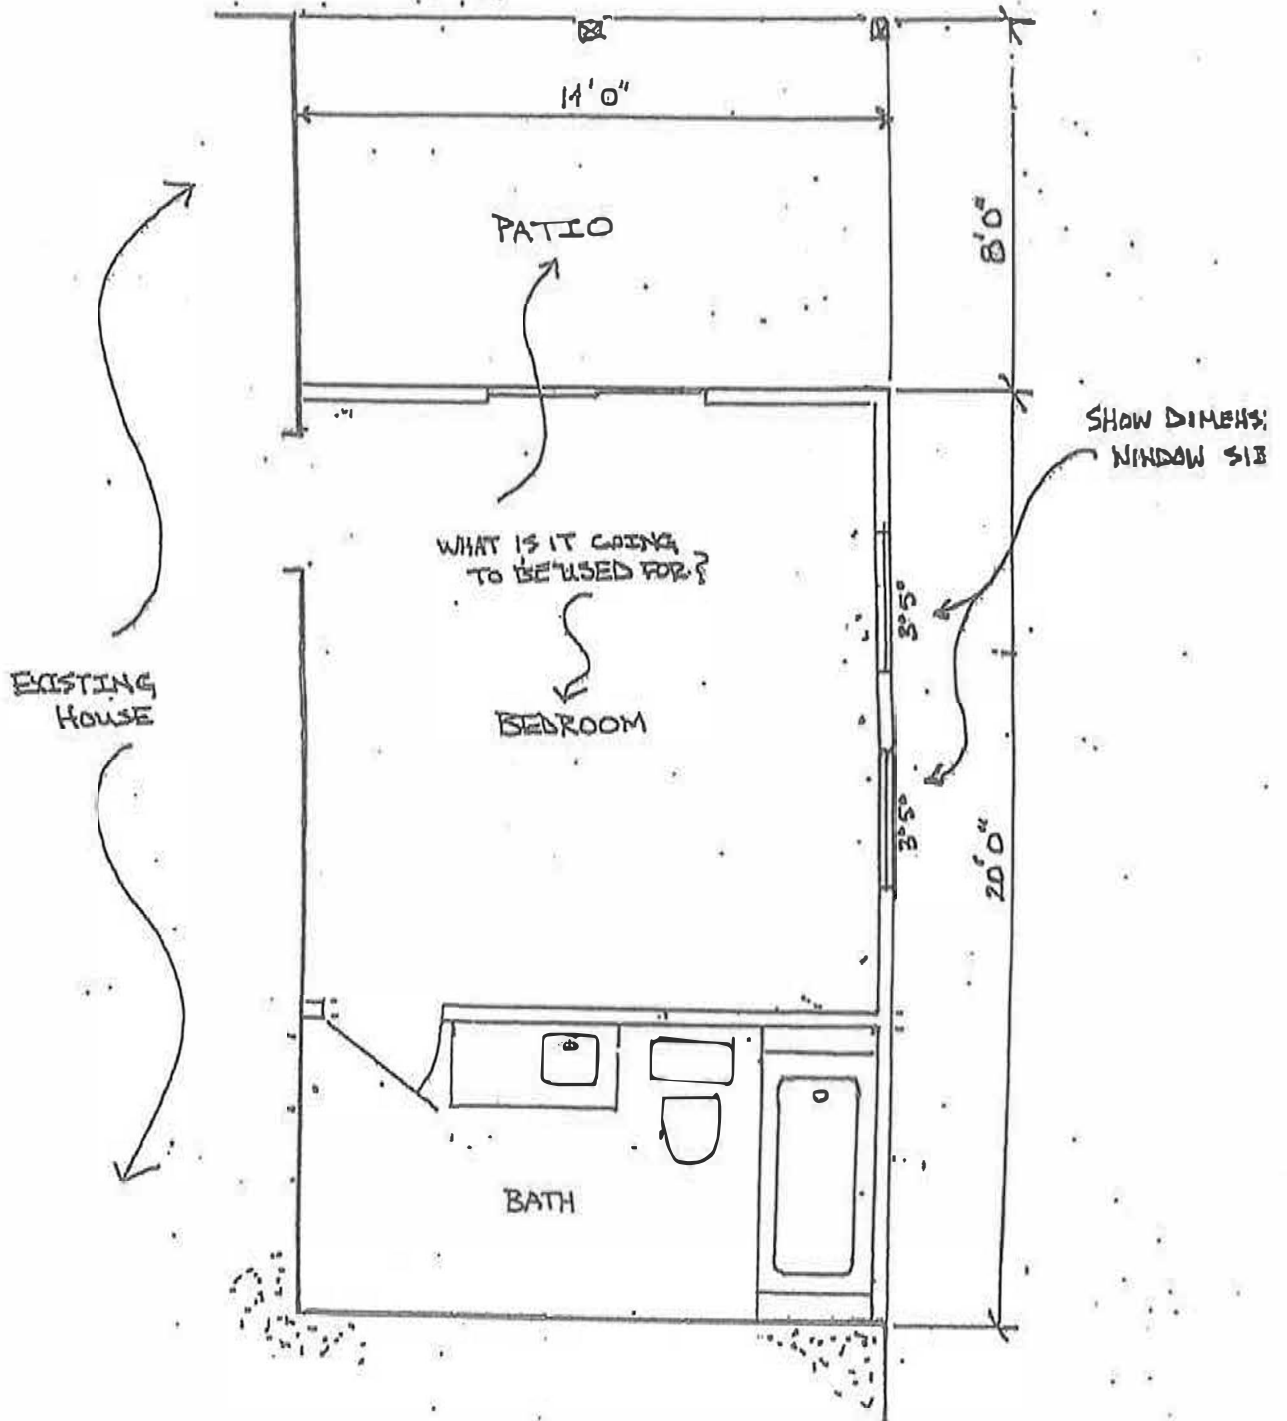 14'0"
PATIO
8'0"
SHOW DIMENS
WINDOW SIZ
WHAT IS IT GOING
TO BE USED FOR?
3°5°
EXISTING
HOUSE
BEDROOM
3°5°
20'0"
BATH